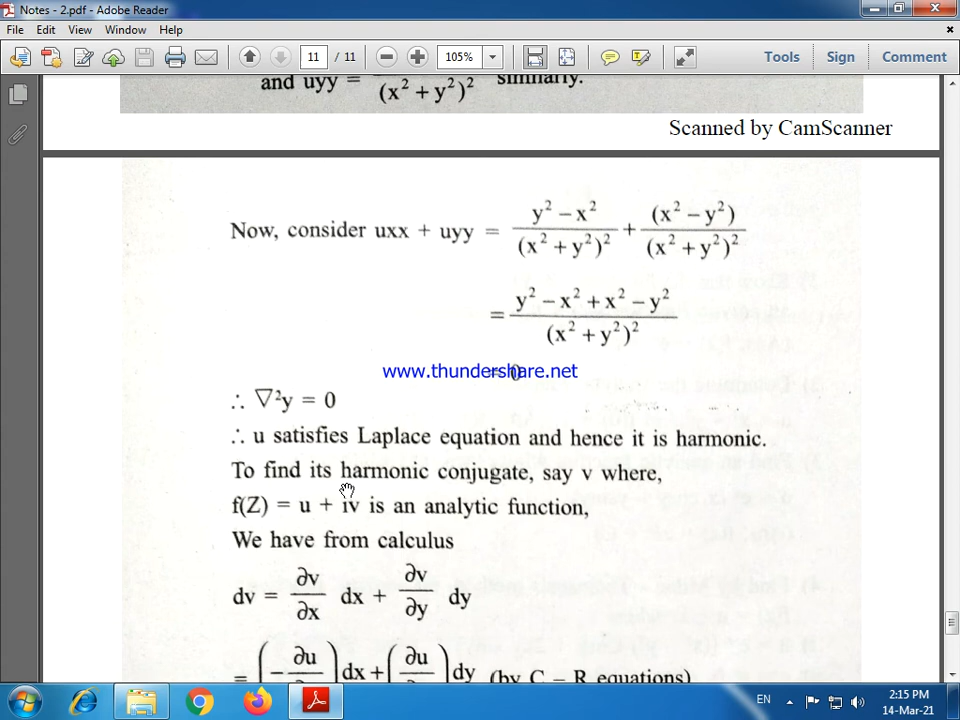 Notes - 2.pdf - Adobe Reader
File Edit View Window Help
11 / 11 105% Tools Sign Comment
and uyy = (x² + y²)² similarly.
Scanned by CamScanner
Now, consider uxx + uyy = y² – x² / (x² + y²)² + (x² – y²) / (x² + y²)²
= y² – x² + x² – y² / (x² + y²)²
= 0
www.thundershare.net
∴ ∇²y = 0
∴ u satisfies Laplace equation and hence it is harmonic.
To find its harmonic conjugate, say v where,
f(Z) = u + iv is an analytic function,
We have from calculus
dv = ∂v/∂x dx + ∂v/∂y dy
= (– ∂u/ ) dx + (∂u/ ) dy (by C – R equations)
EN 2:15 PM
14-Mar-21